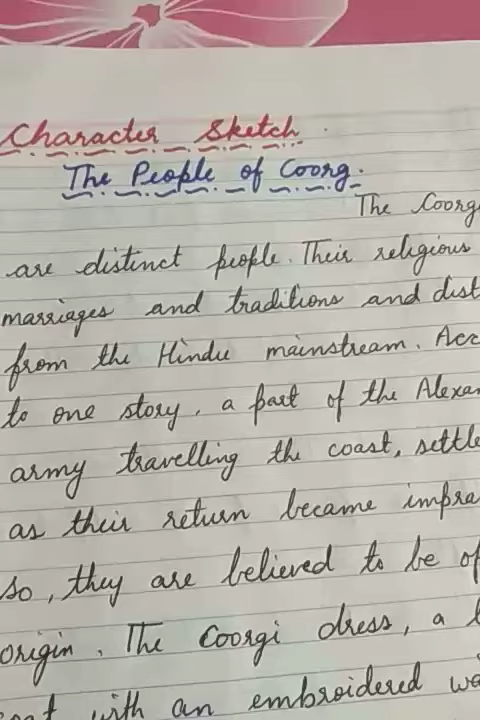 Character Sketch
The People of Coorg.
The Coorg
are distinct people. Their religious
marriages and traditions and dist
from the Hindu mainstream. Acc
to one story, a part of the Alexan
army travelling the coast, settle
as their return became impra
so, they are believed to be of
origin. The Coorgi dress, a l
coat with an embroidered wa